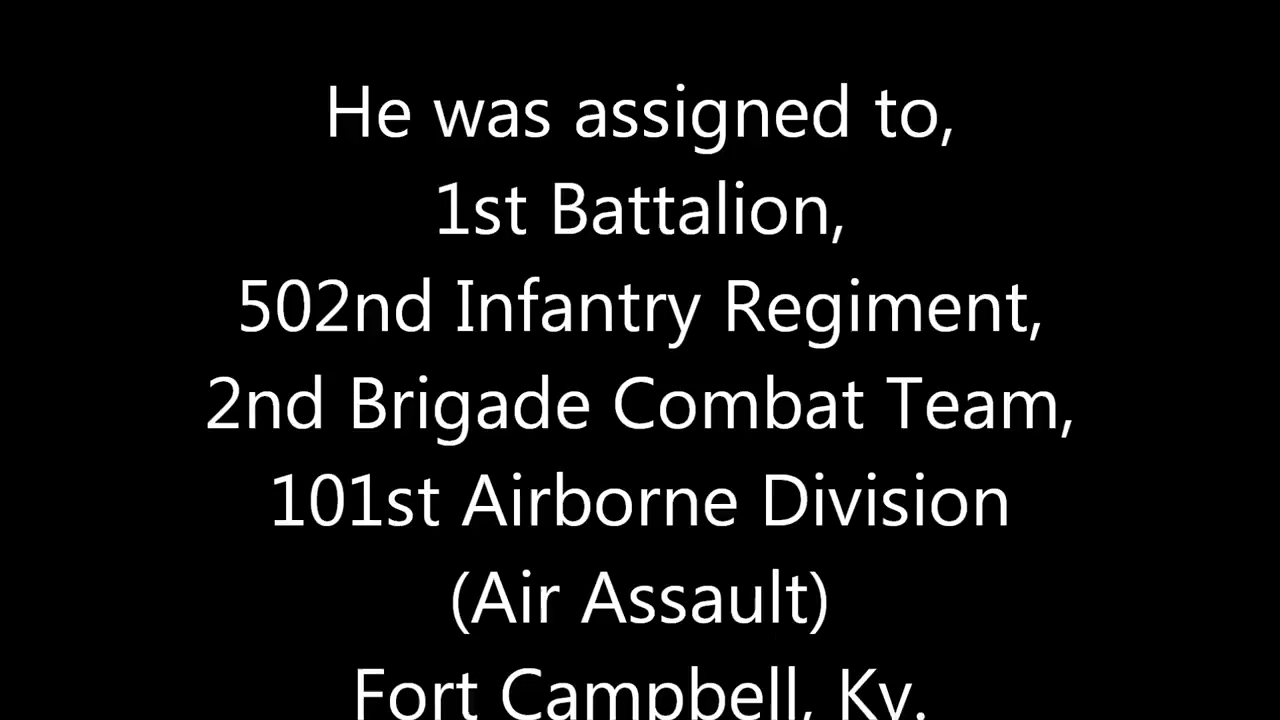 He was assigned to,
1st Battalion,
502nd Infantry Regiment,
2nd Brigade Combat Team,
101st Airborne Division
(Air Assault)
Fort Campbell, Ky.